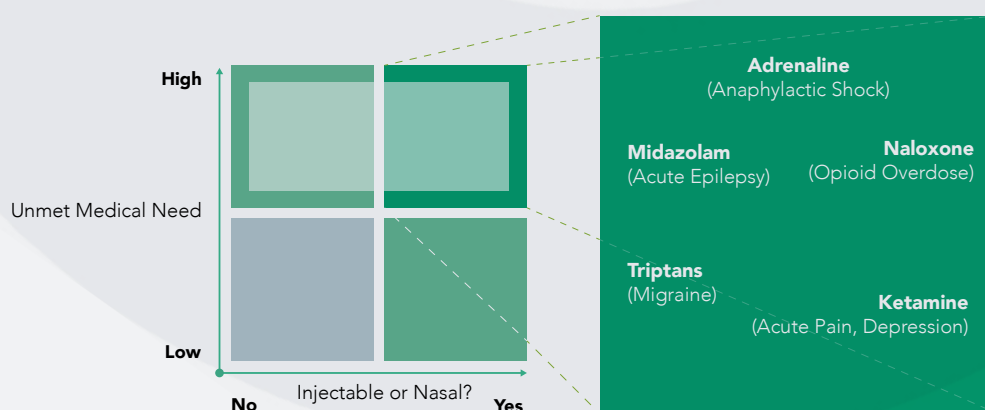 High
Unmet Medical Need
Low
Injectable or Nasal?
No
Yes
Adrenaline
(Anaphylactic Shock)
Midazolam
(Acute Epilepsy)
Naloxone
(Opioid Overdose)
Triptans
(Migraine)
Ketamine
(Acute Pain, Depression)